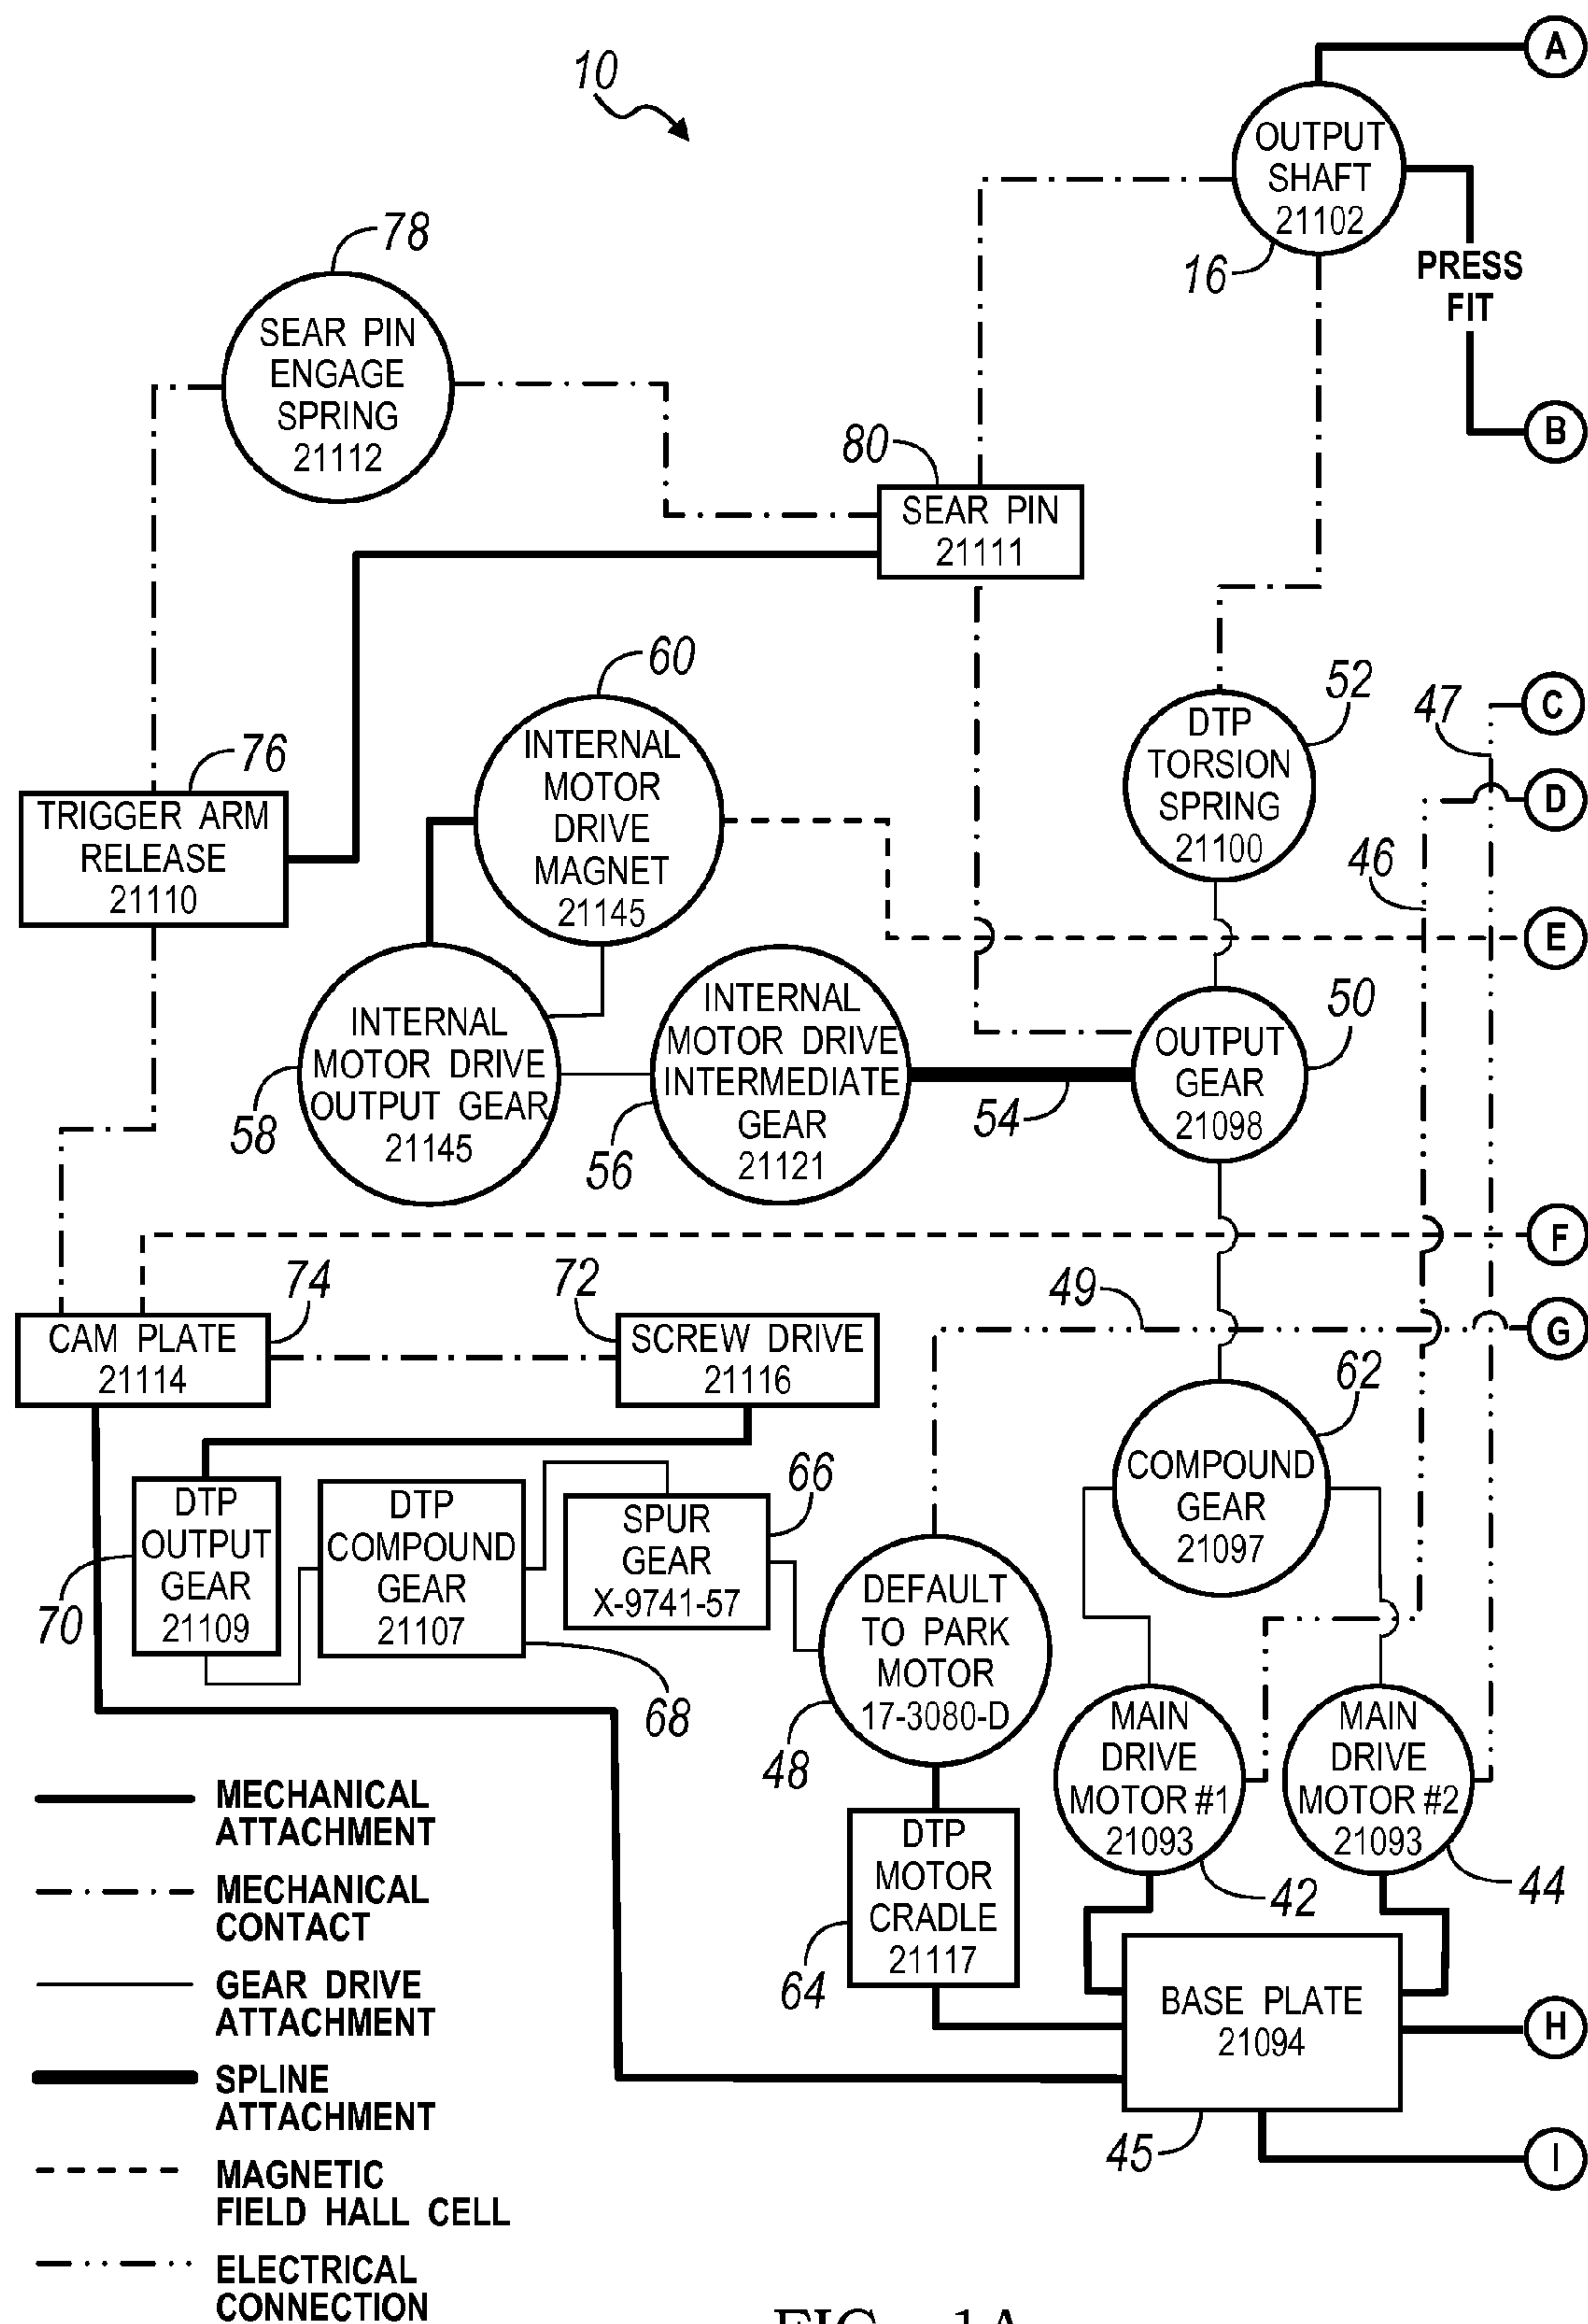 A
10
OUTPUT
SHAFT
21102
16
PRESS
FIT
B
78
SEAR PIN
ENGAGE
SPRING
21112
80
SEAR PIN
21111
60
INTERNAL
MOTOR
DRIVE
MAGNET
21145
52
DTP
TORSION
SPRING
21100
47
C
D
46
76
TRIGGER ARM
RELEASE
21110
E
INTERNAL
MOTOR DRIVE
OUTPUT GEAR
21145
58
INTERNAL
MOTOR DRIVE
INTERMEDIATE
GEAR
21121
56
54
50
OUTPUT
GEAR
21098
F
74
CAM PLATE
21114
72
SCREW DRIVE
21116
49
G
62
COMPOUND
GEAR
21097
DTP
OUTPUT
GEAR
21109
70
DTP
COMPOUND
GEAR
21107
68
66
SPUR
GEAR
X-9741-57
DEFAULT
TO PARK
MOTOR
17-3080-D
48
MAIN
DRIVE
MOTOR #1
21093
42
MAIN
DRIVE
MOTOR #2
21093
44
DTP
MOTOR
CRADLE
21117
64
BASE PLATE
21094
45
H
I
MECHANICAL
ATTACHMENT
MECHANICAL
CONTACT
GEAR DRIVE
ATTACHMENT
SPLINE
ATTACHMENT
MAGNETIC
FIELD HALL CELL
ELECTRICAL
CONNECTION
FIG. 1A